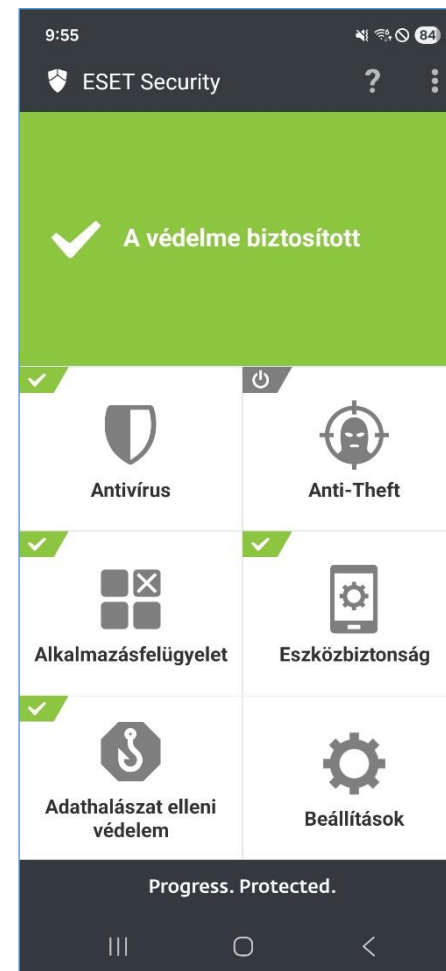 9:55
84
ESET Security
?
A védelme biztosított
Antivírus
Anti-Theft
Alkalmazásfelügyelet
Eszközbiztonság
Adathalászat elleni
védelem
Beállítások
Progress. Protected.